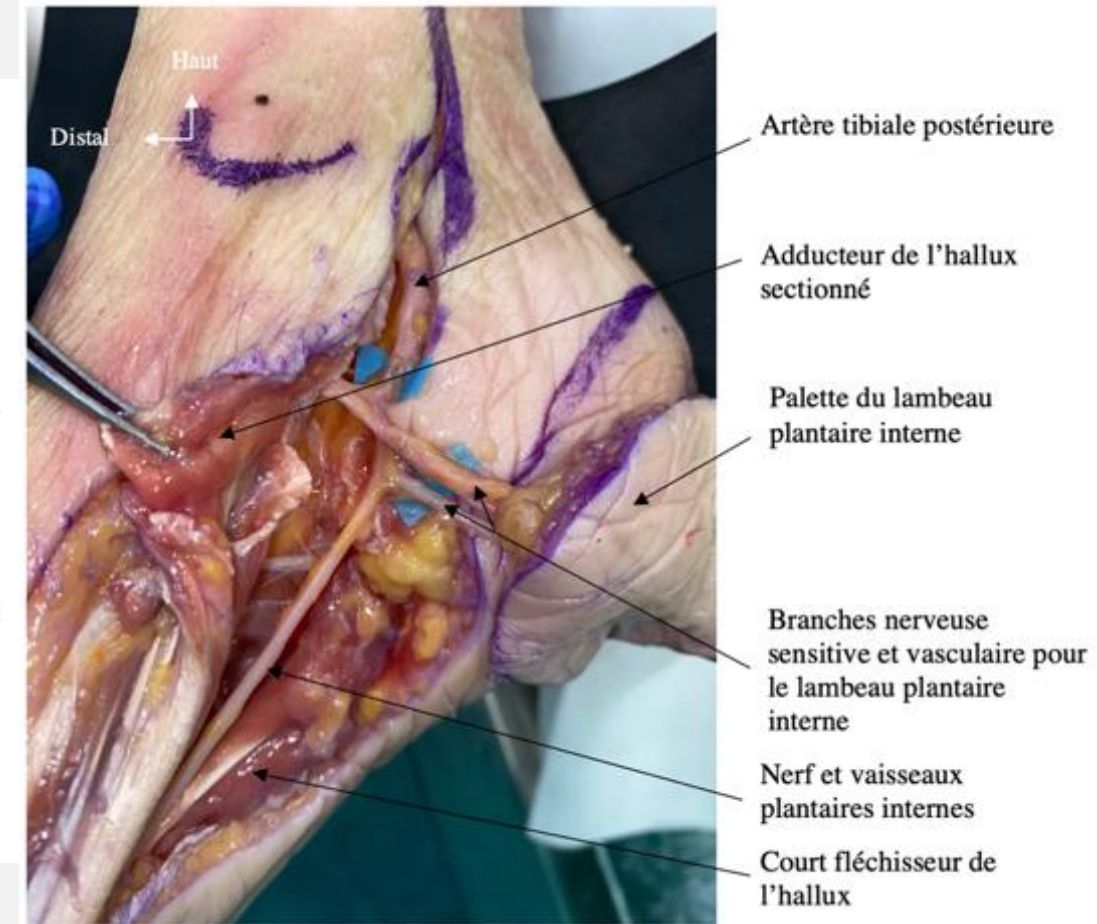 Haut
Distal
Artère tibiale postérieure
Adducteur de l'hallux
sectionné
Palette du lambeau
plantaire interne
Branches nerveuse
sensitive et vasculaire pour
le lambeau plantaire
interne
Nerf et vaisseaux
plantaires internes
Court fléchisseur de
l'hallux